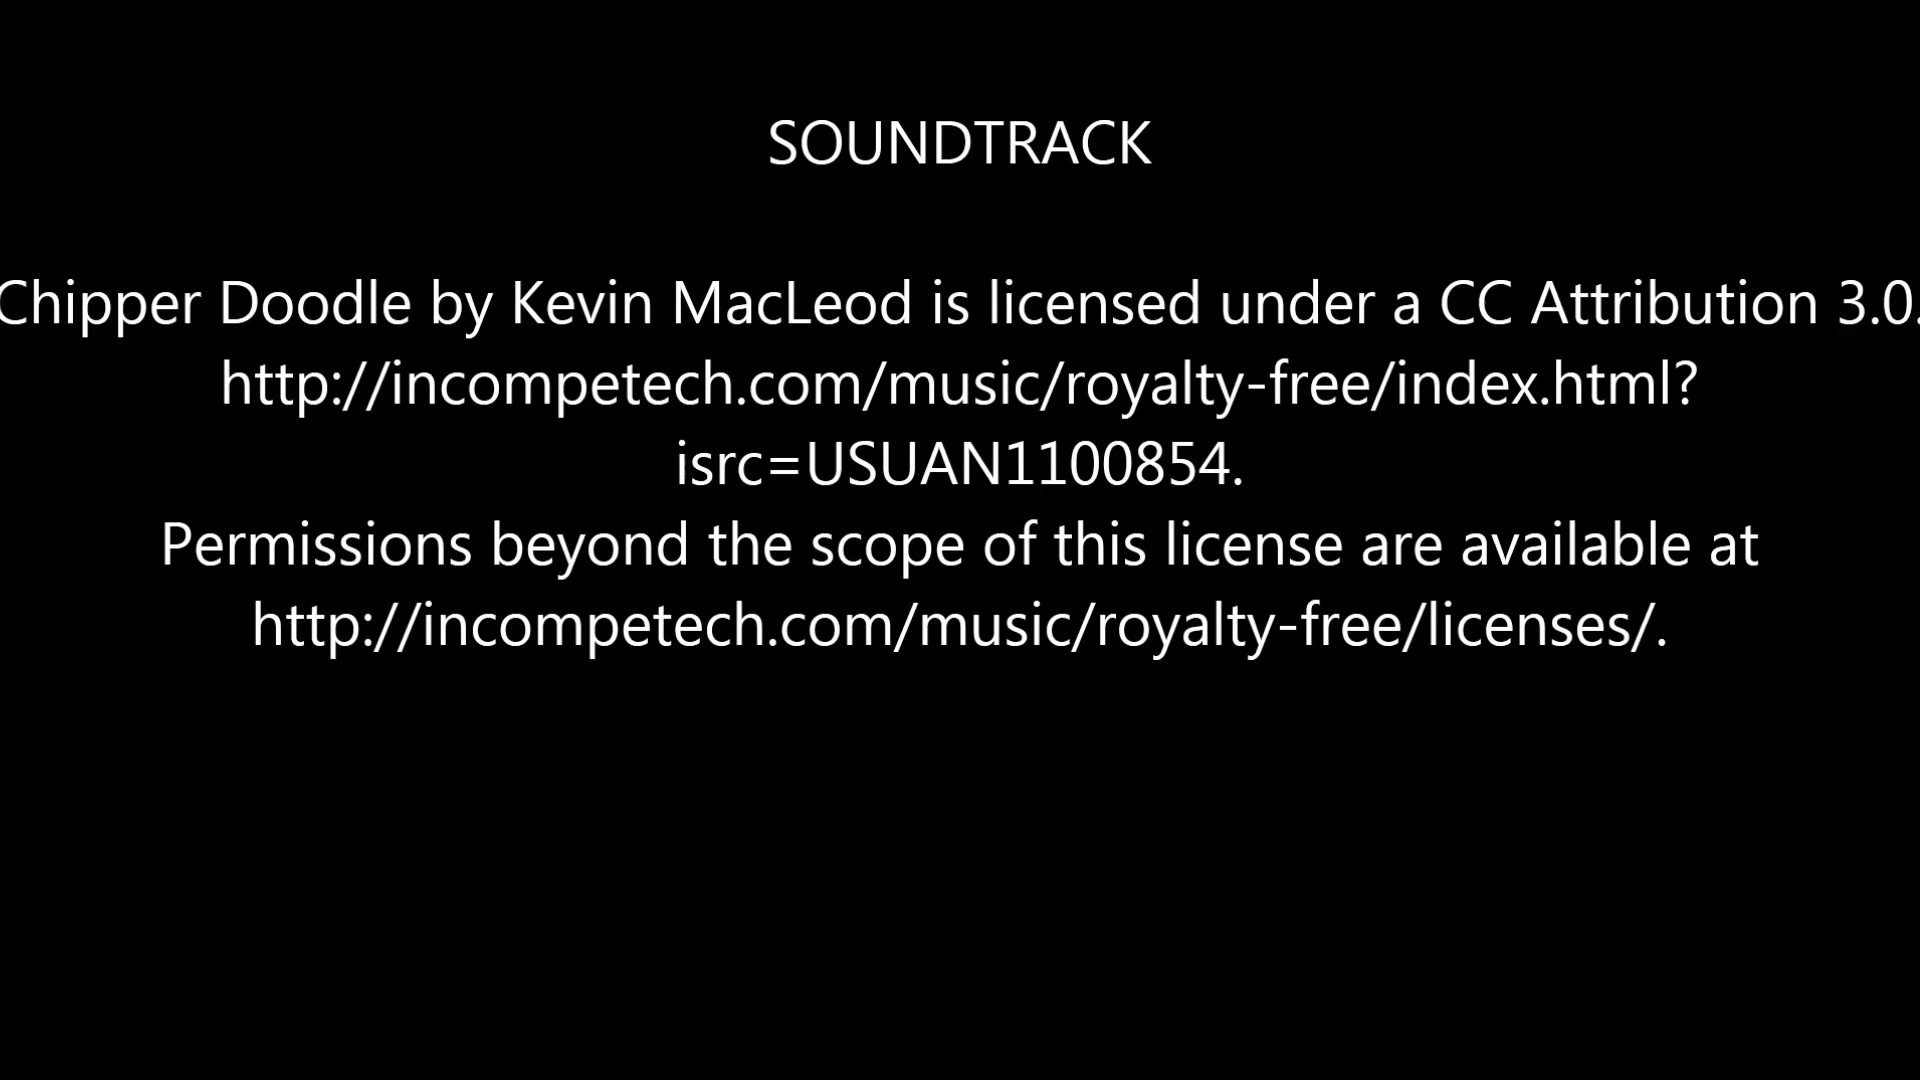 SOUNDTRACK
Chipper Doodle by Kevin MacLeod is licensed under a CC Attribution 3.0.
http://incompetech.com/music/royalty-free/index.html?
isrc=USUAN1100854.
Permissions beyond the scope of this license are available at
http://incompetech.com/music/royalty-free/licenses/.